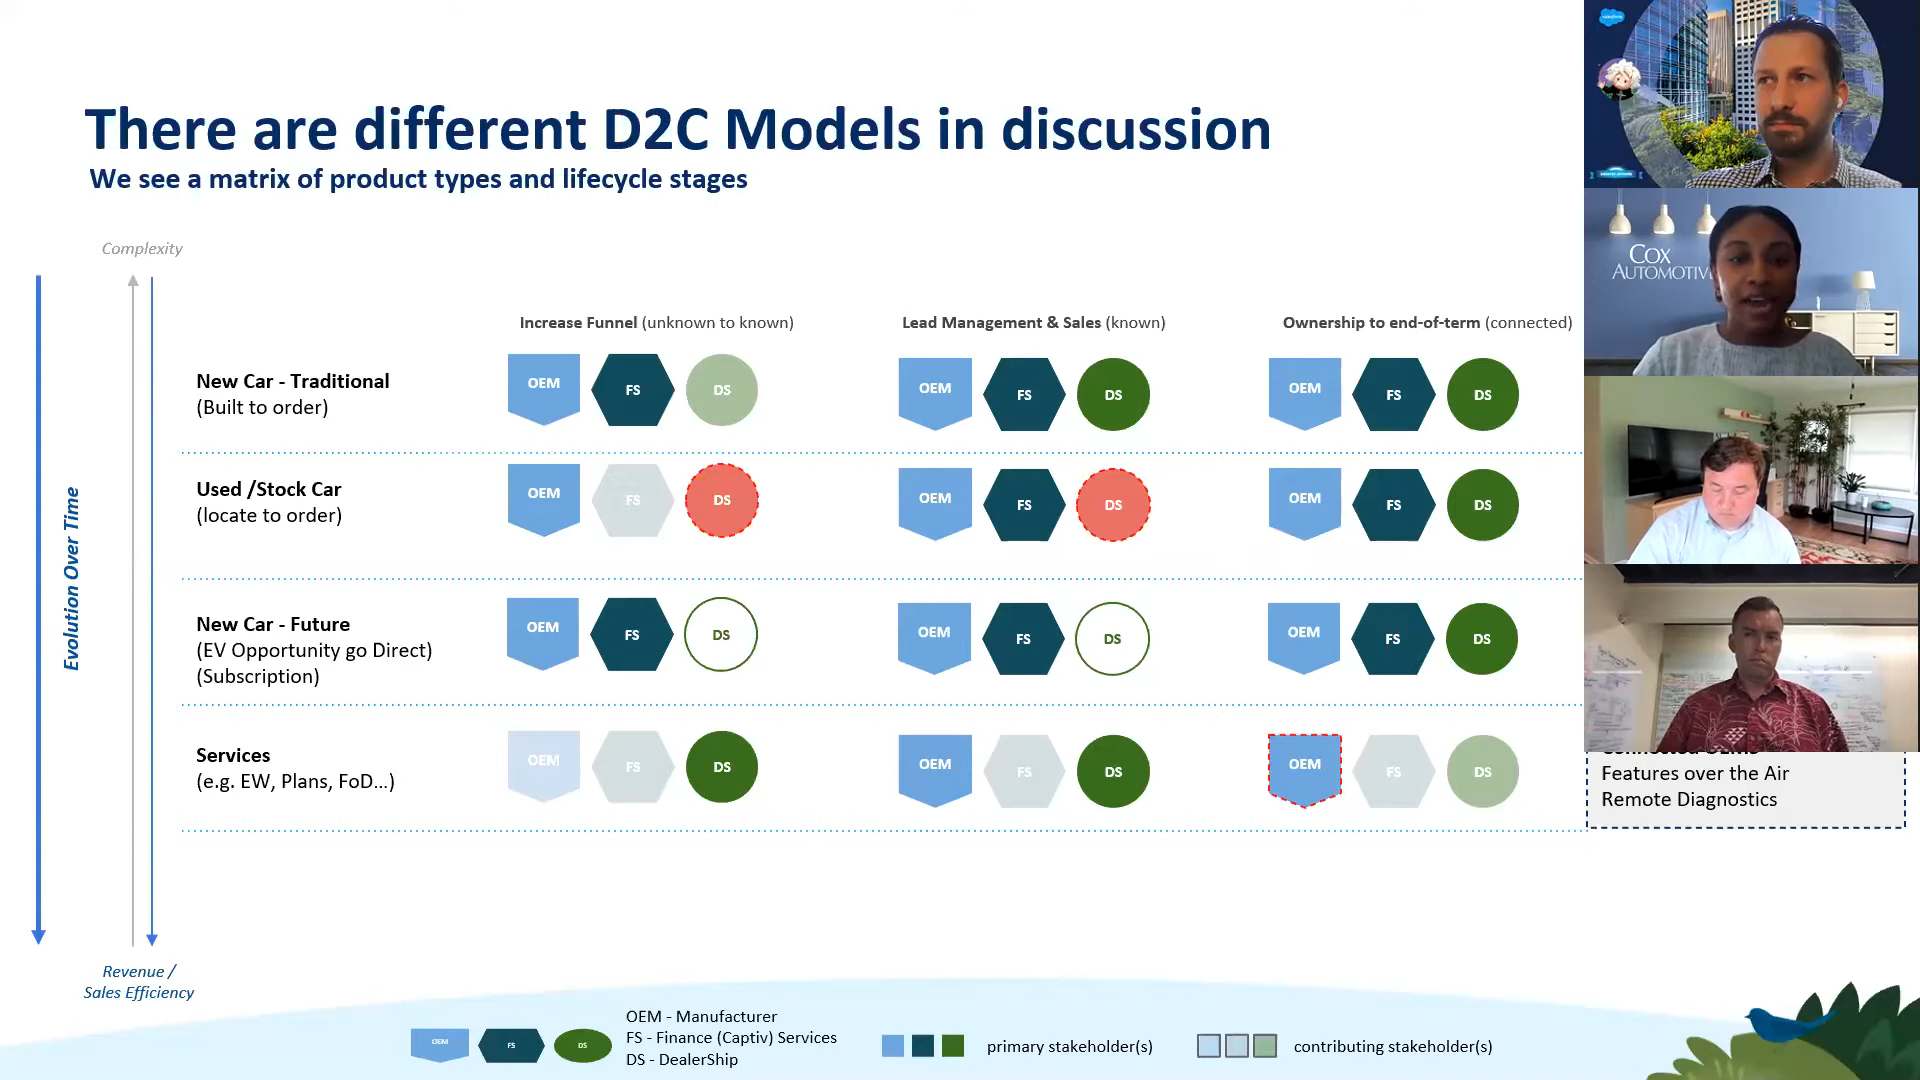 There are different D2C Models in discussion
We see a matrix of product types and lifecycle stages
Complexity
Evolution Over Time
Revenue /
Sales Efficiency
Increase Funnel (unknown to known)
Lead Management & Sales (known)
Ownership to end-of-term (connected)
New Car - Traditional
(Built to order)
OEM FS DS
OEM FS DS
OEM FS DS
Used /Stock Car
(locate to order)
OEM FS DS
OEM FS DS
OEM FS DS
New Car - Future
(EV Opportunity go Direct)
(Subscription)
OEM FS DS
OEM FS DS
OEM FS DS
Services
(e.g. EW, Plans, FoD...)
OEM FS DS
OEM FS DS
OEM FS DS
Features over the Air
Remote Diagnostics
OEM FS DS
OEM - Manufacturer
FS - Finance (Captiv) Services
DS - DealerShip
primary stakeholder(s)
contributing stakeholder(s)
salesforce
COX
AUTOMOTIV